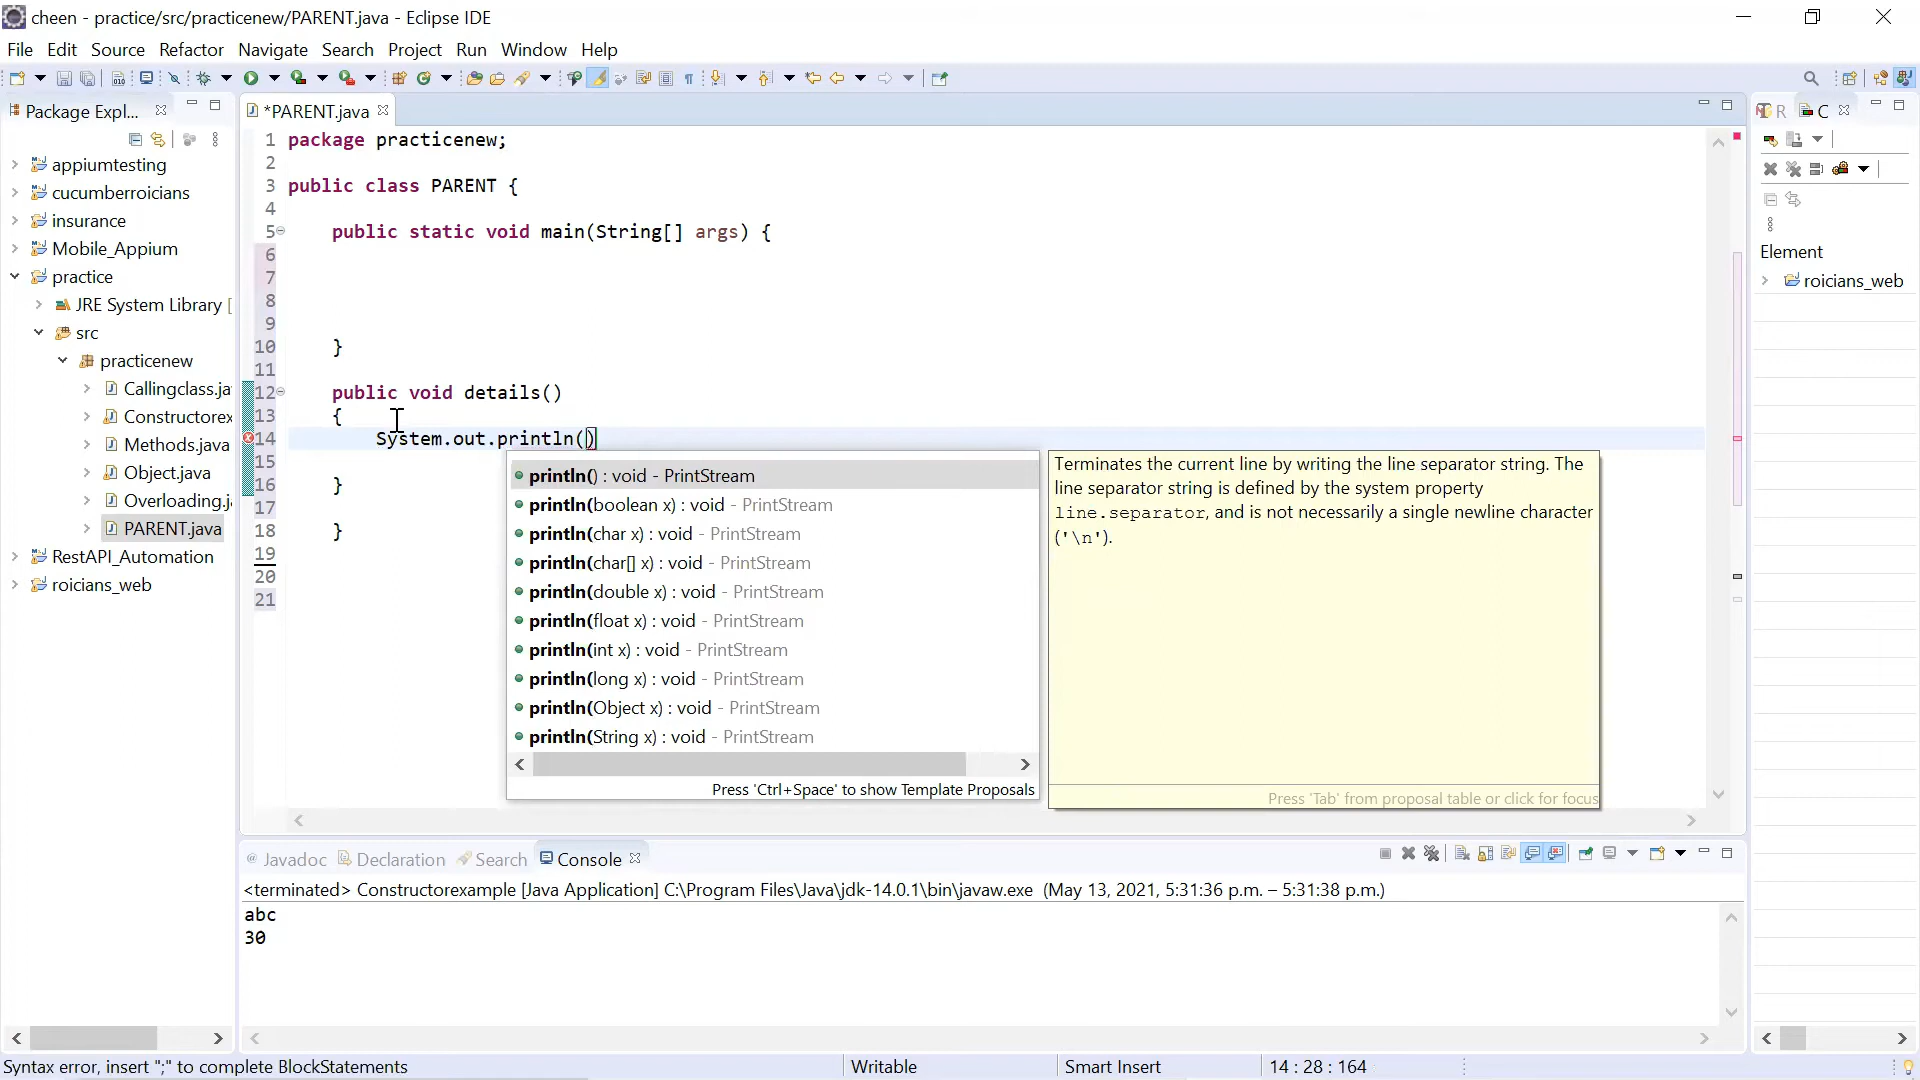 cheen - practice/src/practicenew/PARENT.java - Eclipse IDE
File Edit Source Refactor Navigate Search Project Run Window Help
Package Expl...
*PARENT.java
R
C
appiumtesting
cucumberroicians
insurance
Mobile_Appium
practice
JRE System Library [
src
practicenew
Callingclass.ja
Constructorex
Methods.java
Object.java
Overloading.j
PARENT.java
RestAPI_Automation
roicians_web
1 package practicenew;
2
3 public class PARENT {
4
5 public static void main(String[] args) {
6
7
8
9
10 }
11
12 public void details()
13 {
14 System.out.println()
15
16 }
17
18 }
19
20
21
println() : void - PrintStream
println(boolean x) : void - PrintStream
println(char x) : void - PrintStream
println(char[] x) : void - PrintStream
println(double x) : void - PrintStream
println(float x) : void - PrintStream
println(int x) : void - PrintStream
println(long x) : void - PrintStream
println(Object x) : void - PrintStream
println(String x) : void - PrintStream
Press 'Ctrl+Space' to show Template Proposals
Terminates the current line by writing the line separator string. The
line separator string is defined by the system property
line.separator, and is not necessarily a single newline character
('\n').
Press 'Tab' from proposal table or click for focus
Element
roicians_web
@ Javadoc Declaration Search Console
<terminated> Constructorexample [Java Application] C:\Program Files\Java\jdk-14.0.1\bin\javaw.exe (May 13, 2021, 5:31:36 p.m. – 5:31:38 p.m.)
abc
30
Syntax error, insert ";" to complete BlockStatements
Writable
Smart Insert
14 : 28 : 164